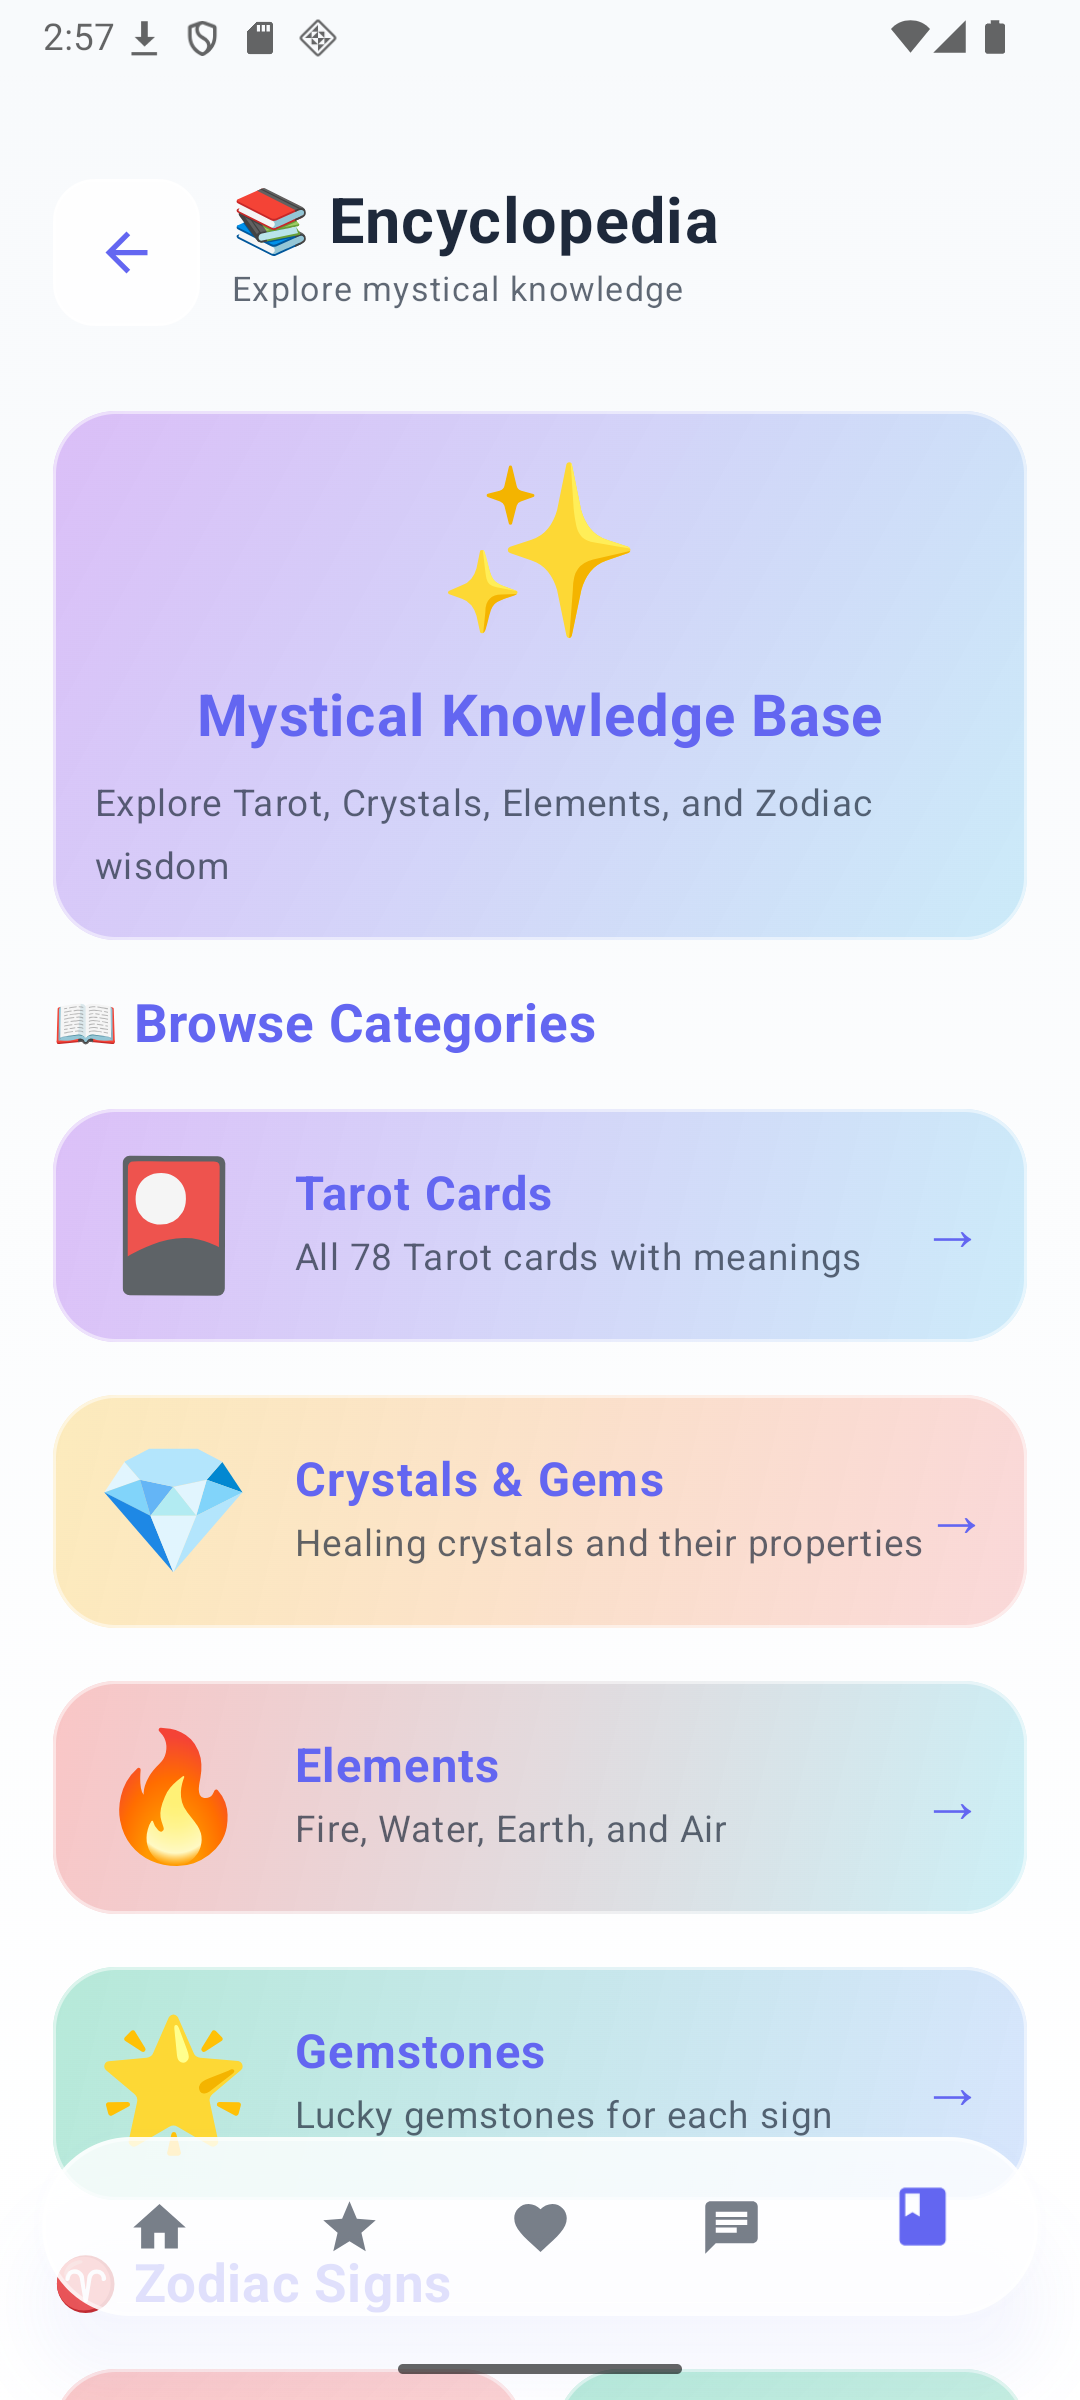 2:57
📚 Encyclopedia
Explore mystical knowledge
Mystical Knowledge Base
Explore Tarot, Crystals, Elements, and Zodiac
wisdom
📖 Browse Categories
Tarot Cards
All 78 Tarot cards with meanings
→
Crystals & Gems
Healing crystals and their properties
→
Elements
Fire, Water, Earth, and Air
→
Gemstones
Lucky gemstones for each sign
→
♈ Zodiac Signs